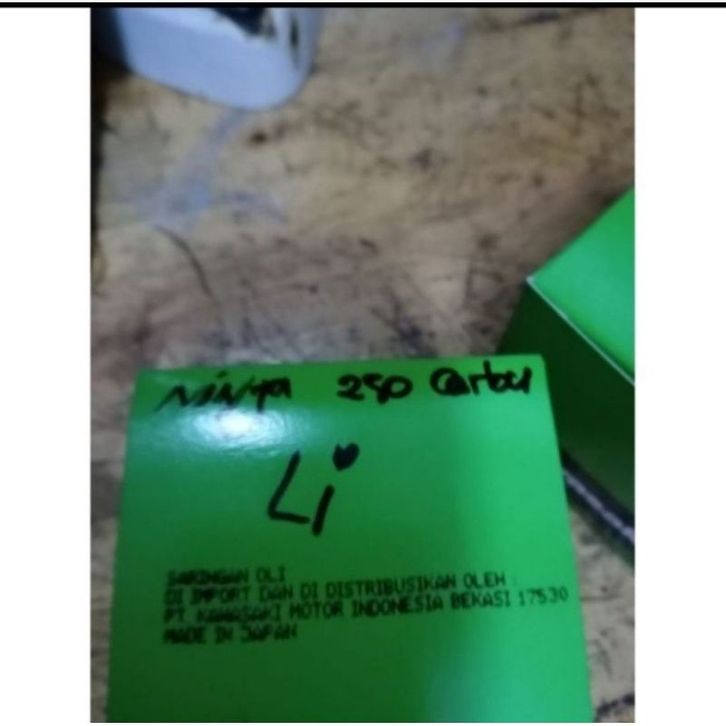 Ninja 250 Carbu
Li
SARINGAN OLI
DI IMPORT DAN DI DISTRIBUSIKAN OLEH :
PT. KAWASAKI MOTOR INDONESIA BEKASI 17530
MADE IN JAPAN